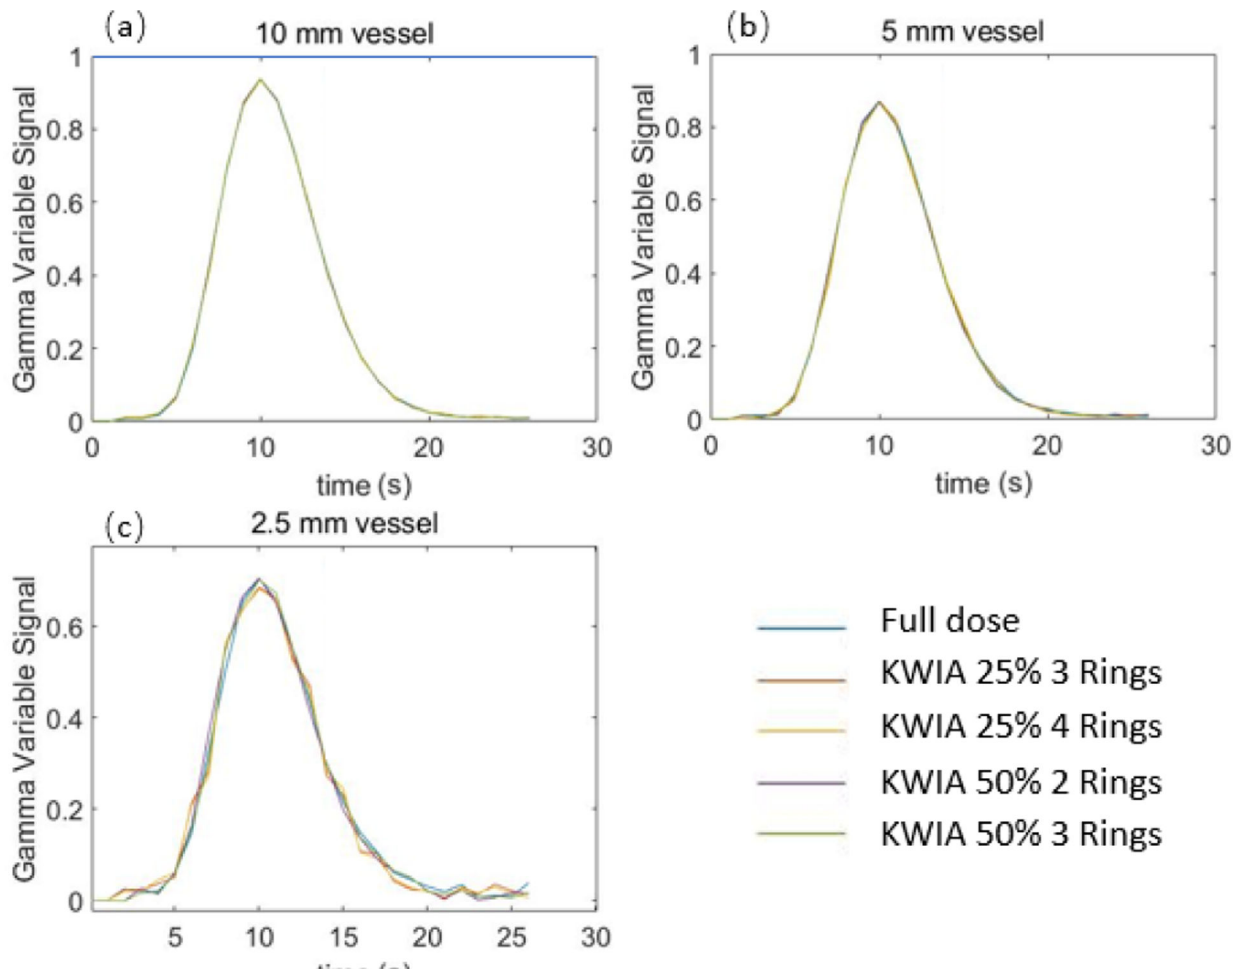 (a)
10 mm vessel
Gamma Variable Signal
1
0.8
0.6
0.4
0.2
0
0
10
20
30
time (s)
(b)
5 mm vessel
Gamma Variable Signal
1
0.8
0.6
0.4
0.2
0
0
10
20
30
time (s)
(c)
2.5 mm vessel
Gamma Variable Signal
0.6
0.4
0.2
0
5
10
15
20
25
30
time (s)
Full dose
KWIA 25% 3 Rings
KWIA 25% 4 Rings
KWIA 50% 2 Rings
KWIA 50% 3 Rings